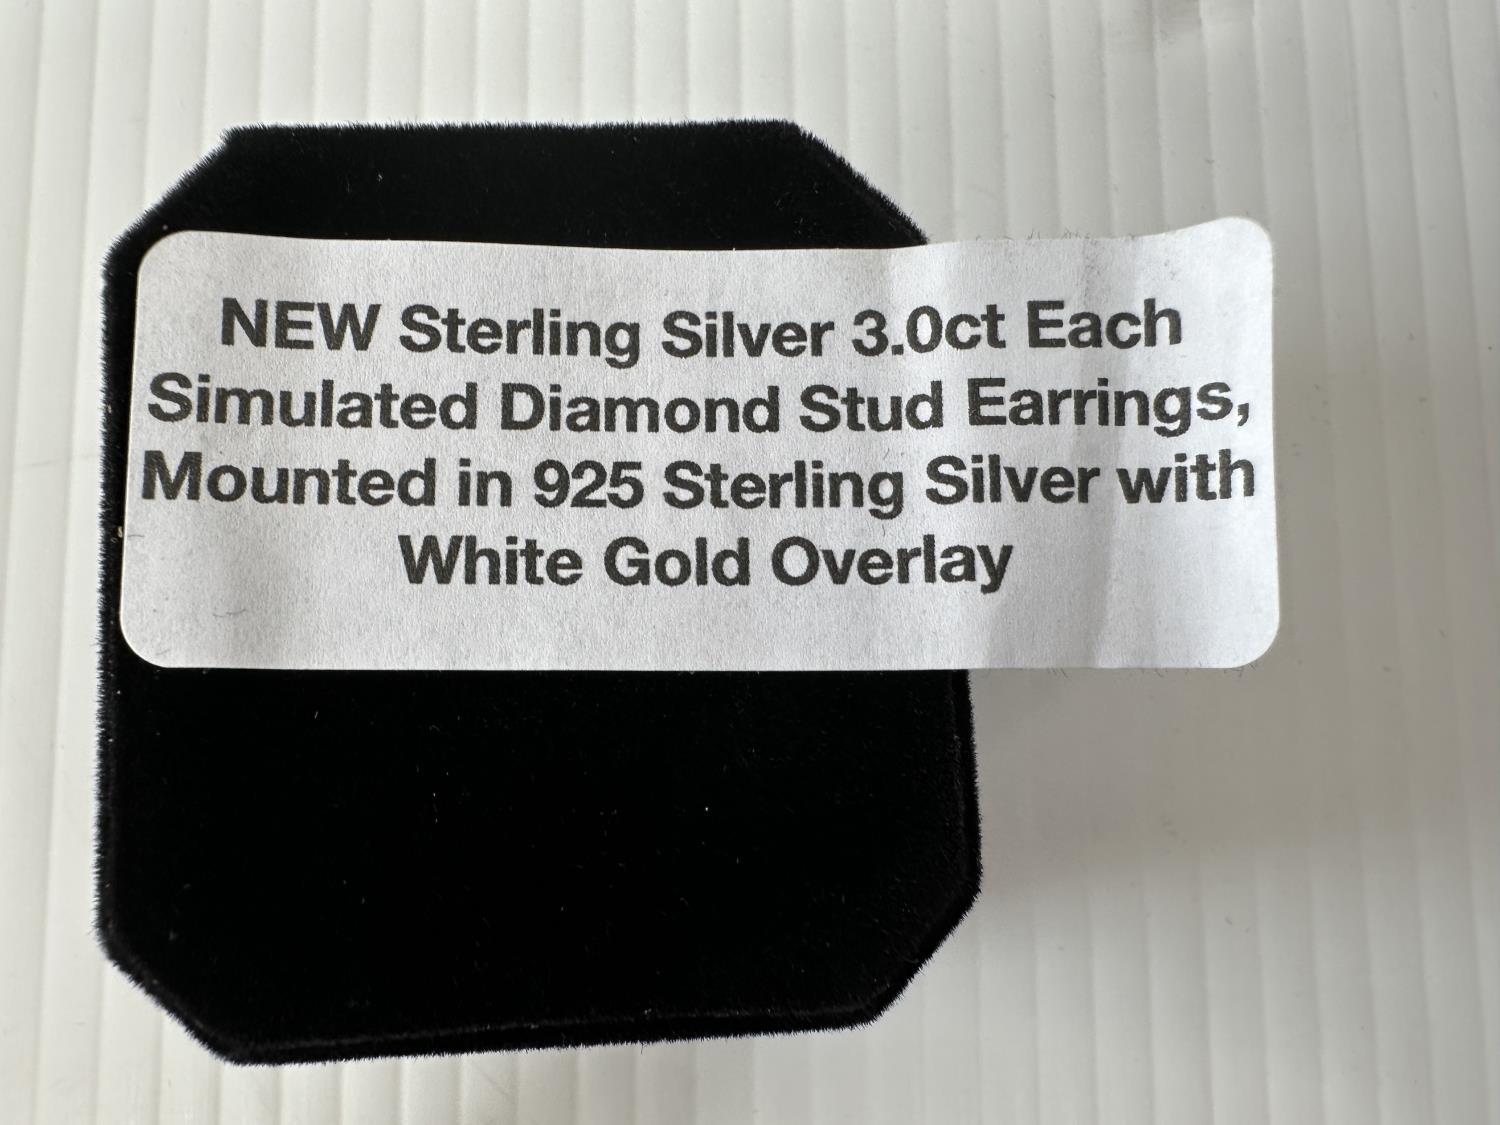 NEW Sterling Silver 3.0ct Each
Simulated Diamond Stud Earrings,
Mounted in 925 Sterling Silver with
White Gold Overlay